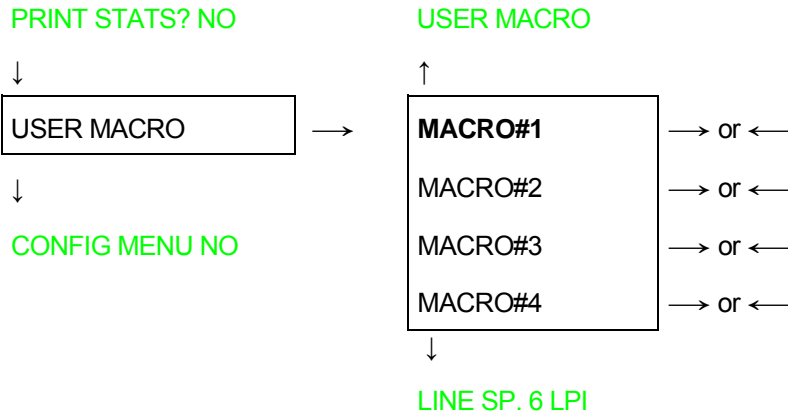 PRINT STATS? NO USER MACRO
↓ ↑
USER MACRO → MACRO#1 → or ←
↓ MACRO#2 → or ←
CONFIG MENU NO MACRO#3 → or ←
MACRO#4 → or ←
↓
LINE SP. 6 LPI